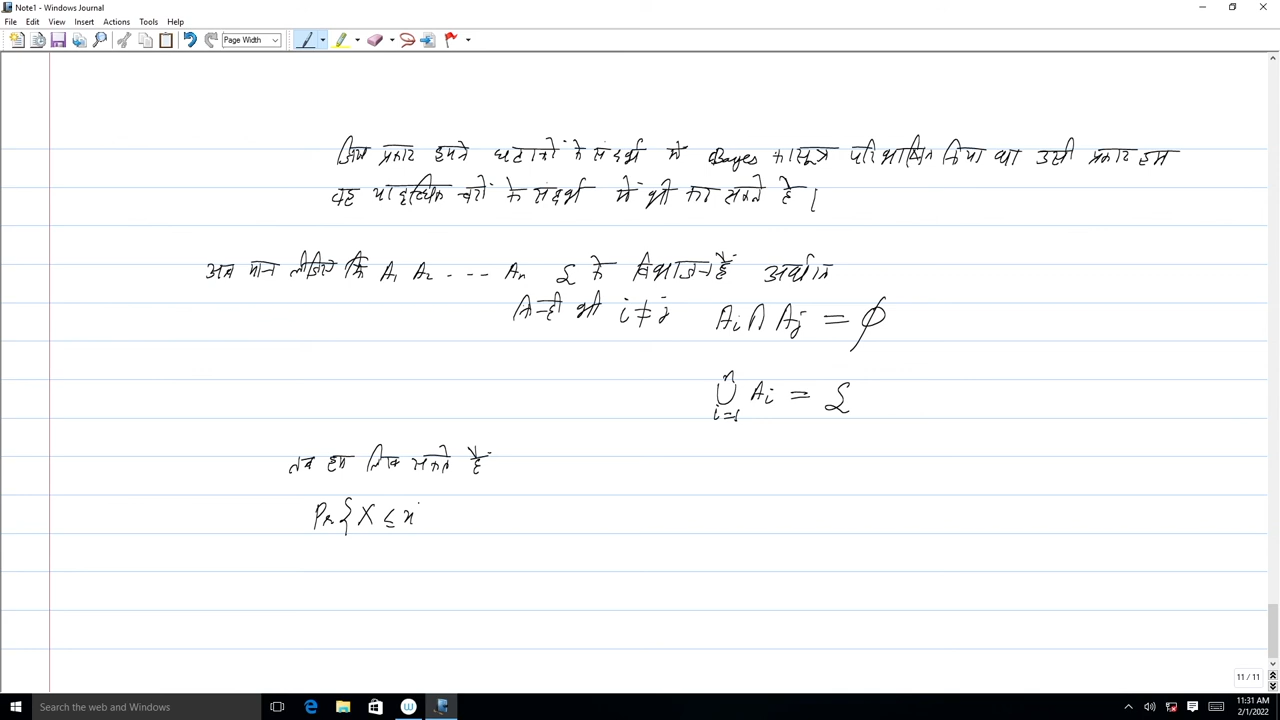 Note1 - Windows Journal
File Edit View Insert Actions Tools Help
Page Width
जिस प्रकार हमने घटनाओं के संदर्भ में Bayes का सूत्र परिभाषित किया था उसी प्रकार हम
यह यादृच्छिक चरों के संदर्भ में भी कर सकते हैं।
अब मान लीजिए कि A₁ A₂ ---- Aₙ Ω के विभाजन हैं अर्थात
किन्ही भी i ≠ j Aᵢ ∩ Aⱼ = ϕ
n
∪ Aᵢ = Ω
i=1
तब हम लिख सकते हैं
Pr{X ≤ x
11 / 11
Search the web and Windows
11:31 AM
2/1/2022